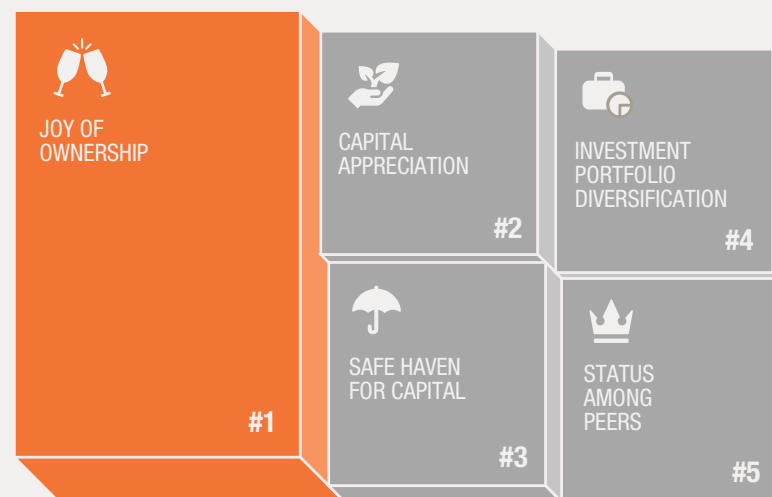 JOY OF
OWNERSHIP
#1
CAPITAL
APPRECIATION
#2
SAFE HAVEN
FOR CAPITAL
#3
INVESTMENT
PORTFOLIO
DIVERSIFICATION
#4
STATUS
AMONG
PEERS
#5